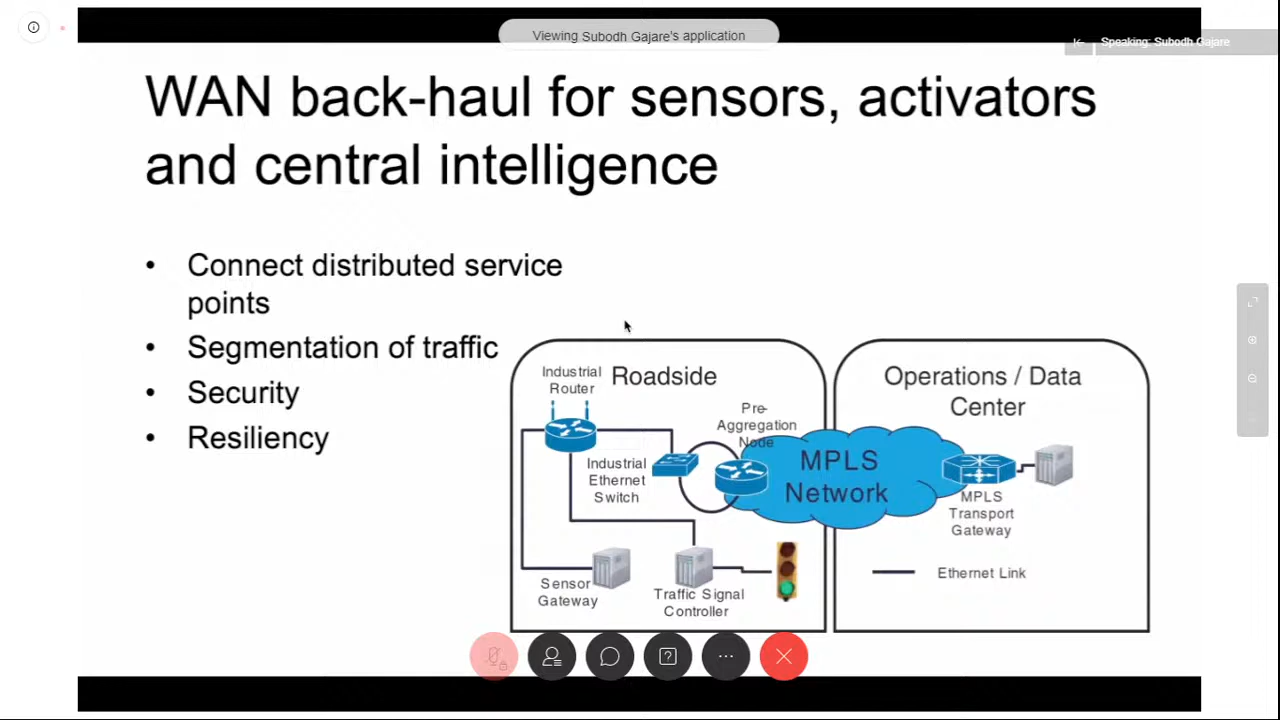 Viewing Subodh Gajare's application
Speaking: Subodh Gajare
WAN back-haul for sensors, activators
and central intelligence
• Connect distributed service
points
• Segmentation of traffic
• Security
• Resiliency
Industrial
Router
Roadside
Pre-
Aggregation
Node
Industrial
Ethernet
Switch
Sensor
Gateway
Traffic Signal
Controller
MPLS
Network
Operations / Data
Center
MPLS
Transport
Gateway
Ethernet Link